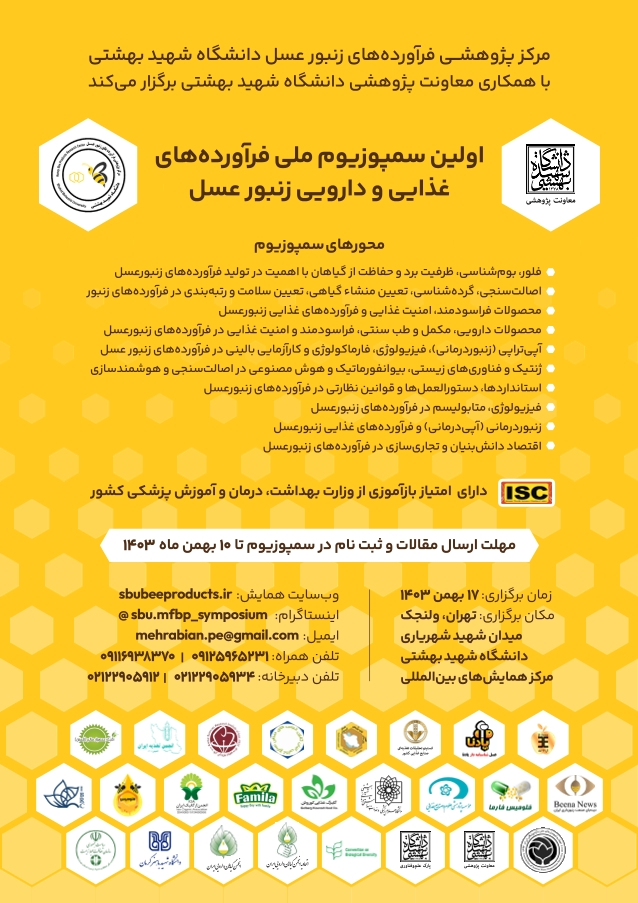 مرکز پژوهشی فرآورده‌های زنبور عسل دانشگاه شهید بهشتی
با همکاری معاونت پژوهشی دانشگاه شهید بهشتی برگزار می‌کند
اولین سمپوزیوم ملی فرآورده‌های
غذایی و دارویی زنبور عسل
معاونت پژوهشی
محورهای سمپوزیوم
فلور، بوم‌شناسی، ظرفیت برد و حفاظت از گیاهان با اهمیت در تولید فرآورده‌های زنبورعسل
اصالت‌سنجی، گرده‌شناسی، تعیین منشاء گیاهی، تعیین سلامت و رتبه‌بندی در فرآورده‌های زنبور
محصولات فراسودمند، امنیت غذایی و فرآورده‌های غذایی زنبورعسل
محصولات دارویی، مکمل و طب سنتی، فراسودمند و امنیت غذایی در فرآورده‌های زنبورعسل
آپی‌تراپی (زنبوردرمانی)، فیزیولوژی، فارماکولوژی و کارآزمایی بالینی در فرآورده‌های زنبور عسل
ژنتیک و فناوری‌های زیستی، بیوانفورماتیک و هوش مصنوعی در اصالت‌سنجی و هوشمندسازی
استانداردها، دستورالعمل‌ها و قوانین نظارتی در فرآورده‌های زنبورعسل
فیزیولوژی، متابولیسم در فرآورده‌های زنبورعسل
زنبوردرمانی (آپی‌درمانی) و فرآورده‌های غذایی زنبورعسل
اقتصاد دانش‌بنیان و تجاری‌سازی در فرآورده‌های زنبورعسل
ISC
دارای امتیاز بازآموزی از وزارت بهداشت، درمان و آموزش پزشکی کشور
مهلت ارسال مقالات و ثبت نام در سمپوزیوم تا ۱۰ بهمن ماه ۱۴۰۳
زمان برگزاری: ۱۷ بهمن ۱۴۰۳
مکان برگزاری: تهران، ولنجک
میدان شهید شهریاری
دانشگاه شهید بهشتی
مرکز همایش‌های بین‌المللی
وب‌سایت همایش: sbubeeproducts.ir
اینستاگرام: @sbu.mfbp_symposium
ایمیل: mehrabian.pe@gmail.com
تلفن همراه: ۰۹۱۲۵۹۶۵۲۳۱ | ۰۹۱۱۶۹۳۸۳۷۰
تلفن دبیرخانه: ۰۲۱۲۲۹۰۵۹۳۴ | ۰۲۱۲۲۹۰۵۹۱۲
Beena News
فلومیس فارما
Famila
معاونت پژوهشی
پارک علم و فناوری
Committee on
Biological Diversity